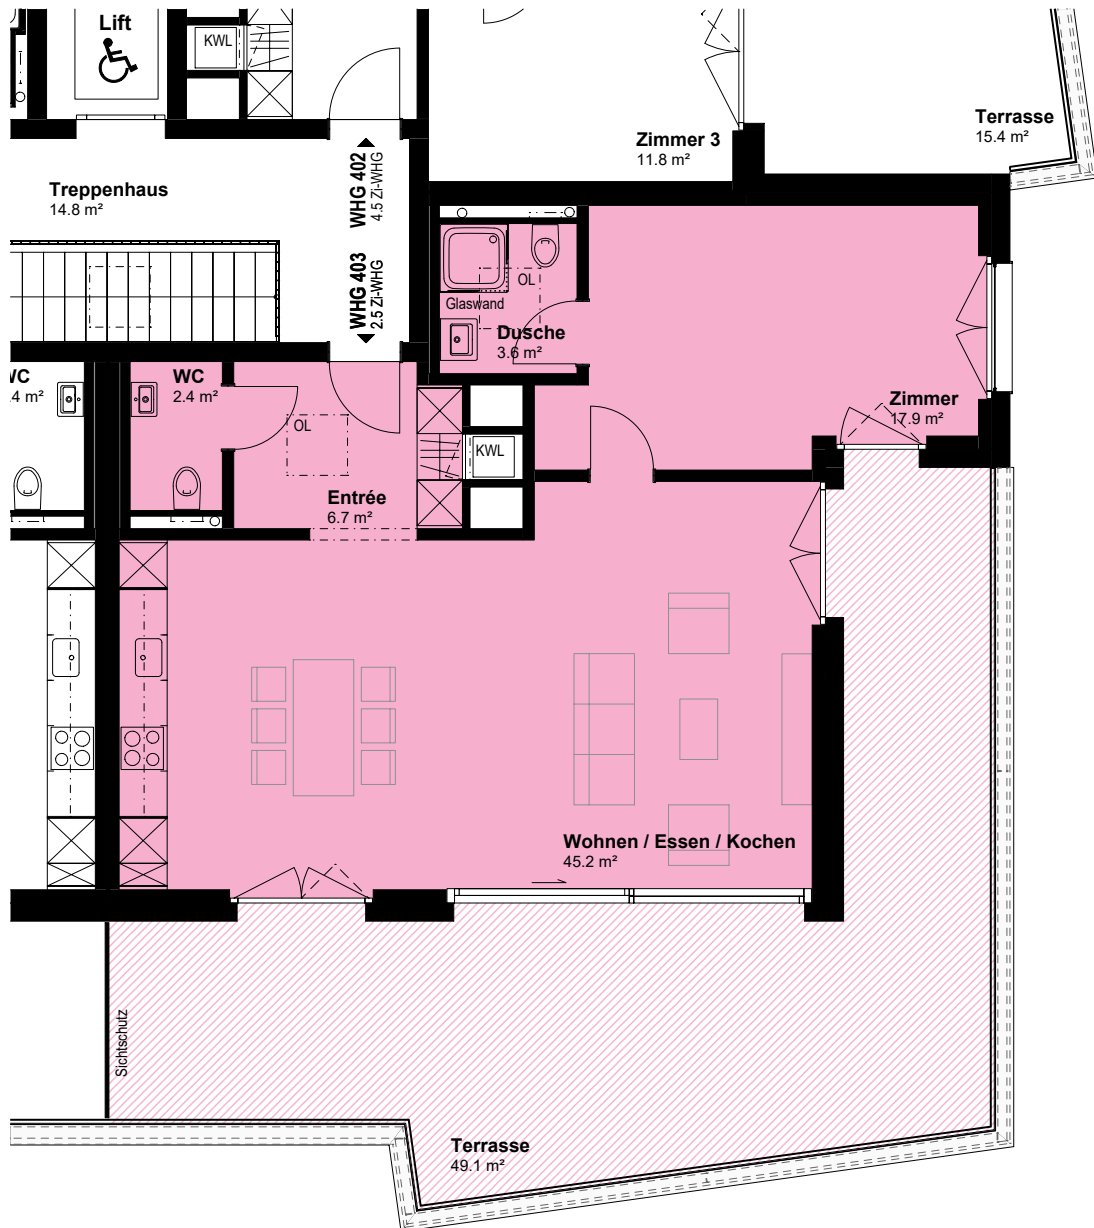 Lift
KWL
Zimmer 3
11.8 m²
Terrasse
15.4 m²
Treppenhaus
14.8 m²
WHG 402
4.5 Zi-WHG
WHG 403
2.5 Zi-WHG
OL
Glaswand
Dusche
3.6 m²
WC
.4 m²
WC
2.4 m²
OL
Zimmer
17.9 m²
KWL
Entrée
6.7 m²
Wohnen / Essen / Kochen
45.2 m²
Sichtschutz
Terrasse
49.1 m²